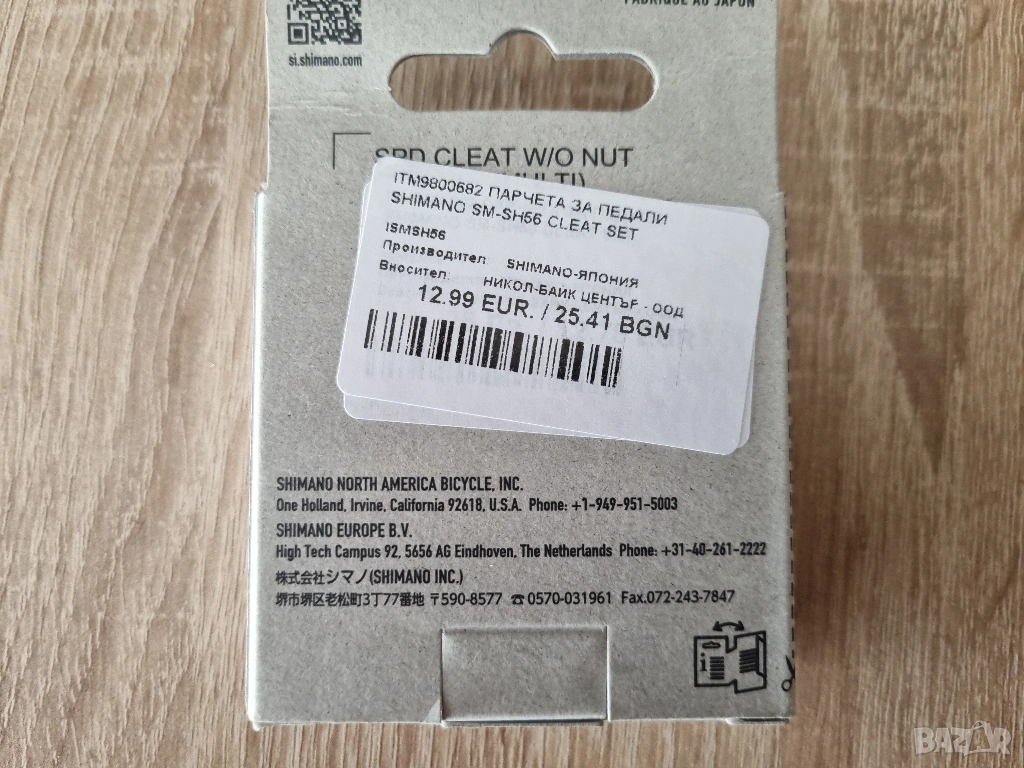 FABRIQUÉ AU JAPON
si.shimano.com
SPD CLEAT W/O NUT
ITM9800682 ПАРЧЕТА ЗА ПЕДАЛИ
SHIMANO SM-SH56 CLEAT SET
ISMSH56
Производител: SHIMANO-ЯПОНИЯ
Вносител: НИКОЛ-БАЙК ЦЕНТЪР - ООД
12.99 EUR. / 25.41 BGN
SHIMANO NORTH AMERICA BICYCLE, INC.
One Holland, Irvine, California 92618, U.S.A. Phone: +1-949-951-5003
SHIMANO EUROPE B.V.
High Tech Campus 92, 5656 AG Eindhoven, The Netherlands Phone: +31-40-261-2222
株式会社シマノ(SHIMANO INC.)
堺市堺区老松町3丁77番地 〒590-8577 ☎0570-031961 Fax.072-243-7847
BAZAR